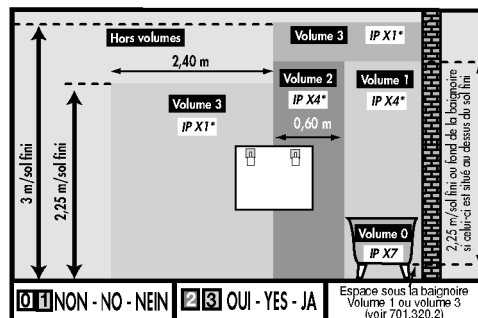 Hors volumes
Volume 3
IP X1*
2,40 m
Volume 2
IP X4*
Volume 1
IP X4*
Volume 3
IP X1*
0,60 m
3 m/sol fini
2,25 m/sol fini
2,25 m/sol fini ou fond de la baignoire
si celui-ci est situé au dessus du sol fini
Volume 0
IP X7
0 1 NON - NO - NEIN
2 3 OUI - YES - JA
Espace sous la baignoire
Volume 1 ou volume 3
(voir 701.320.2)